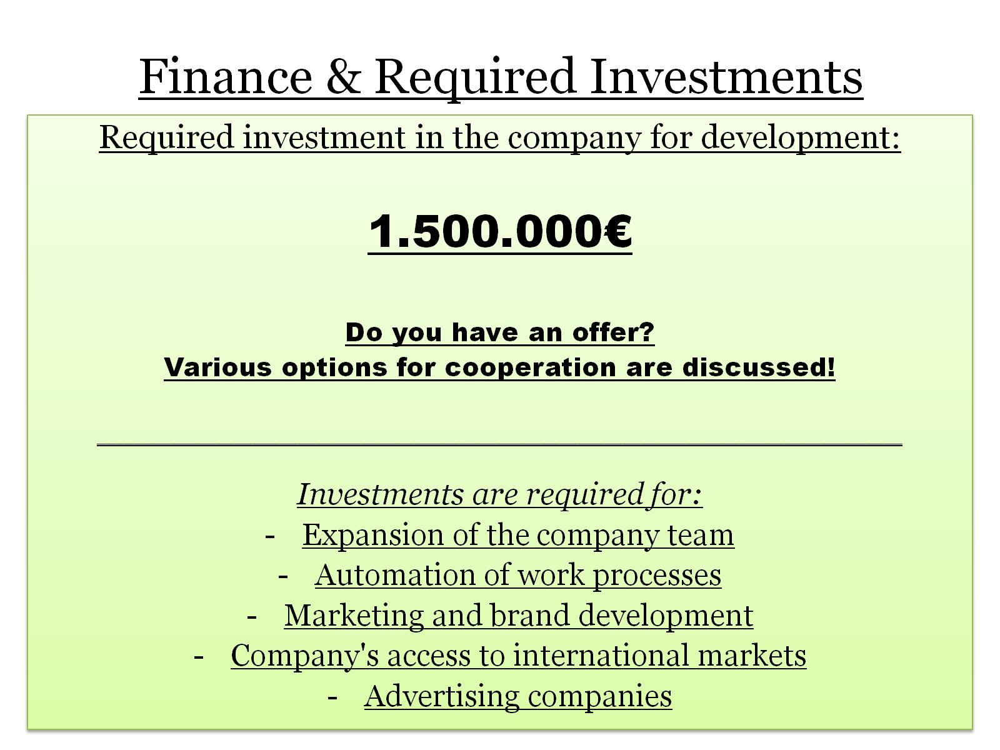 Finance & Required Investments
Required investment in the company for development:
1.500.000€
Do you have an offer?
Various options for cooperation are discussed!
Investments are required for:
- Expansion of the company team
- Automation of work processes
- Marketing and brand development
- Company's access to international markets
- Advertising companies